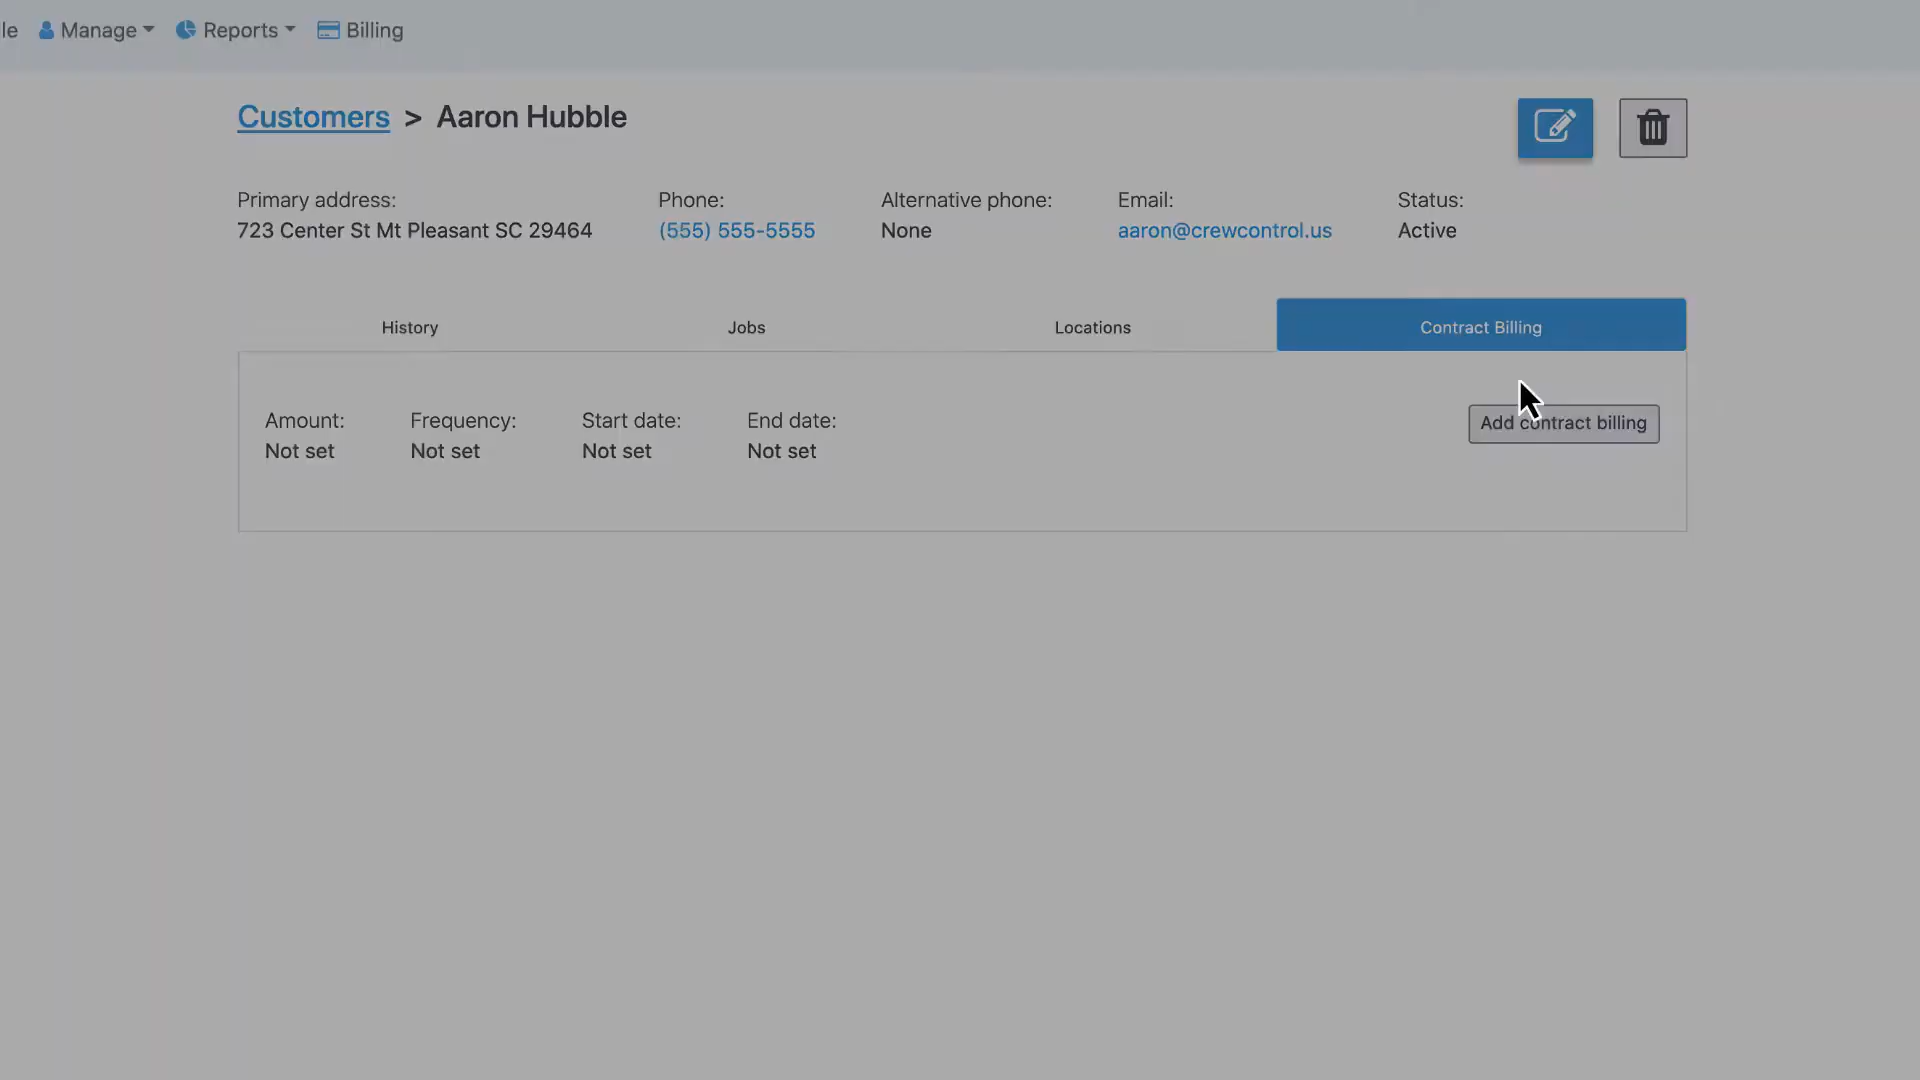 le Manage Reports Billing
Customers > Aaron Hubble
Primary address: Phone: Alternative phone: Email: Status:
723 Center St Mt Pleasant SC 29464 (555) 555-5555 None aaron@crewcontrol.us Active
History Jobs Locations Contract Billing
Amount: Frequency: Start date: End date: Add contract billing
Not set Not set Not set Not set